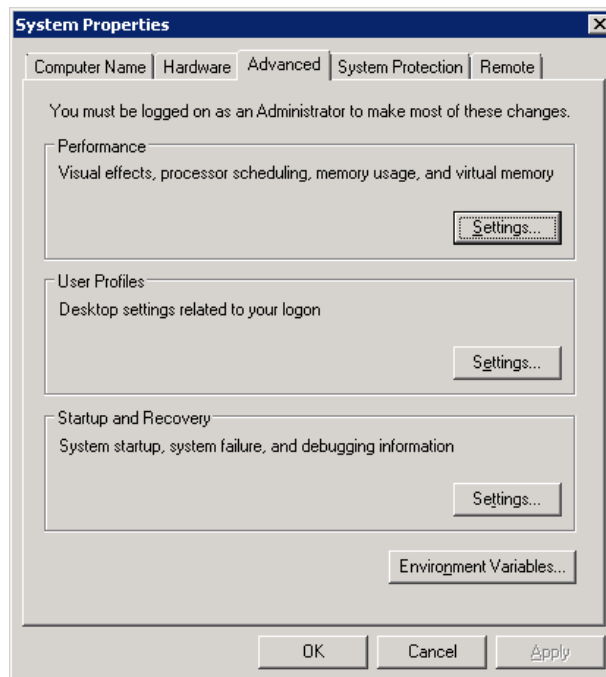 System Properties
Computer Name
Hardware
Advanced
System Protection
Remote
You must be logged on as an Administrator to make most of these changes.
Performance
Visual effects, processor scheduling, memory usage, and virtual memory
Settings...
User Profiles
Desktop settings related to your logon
Settings...
Startup and Recovery
System startup, system failure, and debugging information
Settings...
Environment Variables...
OK
Cancel
Apply